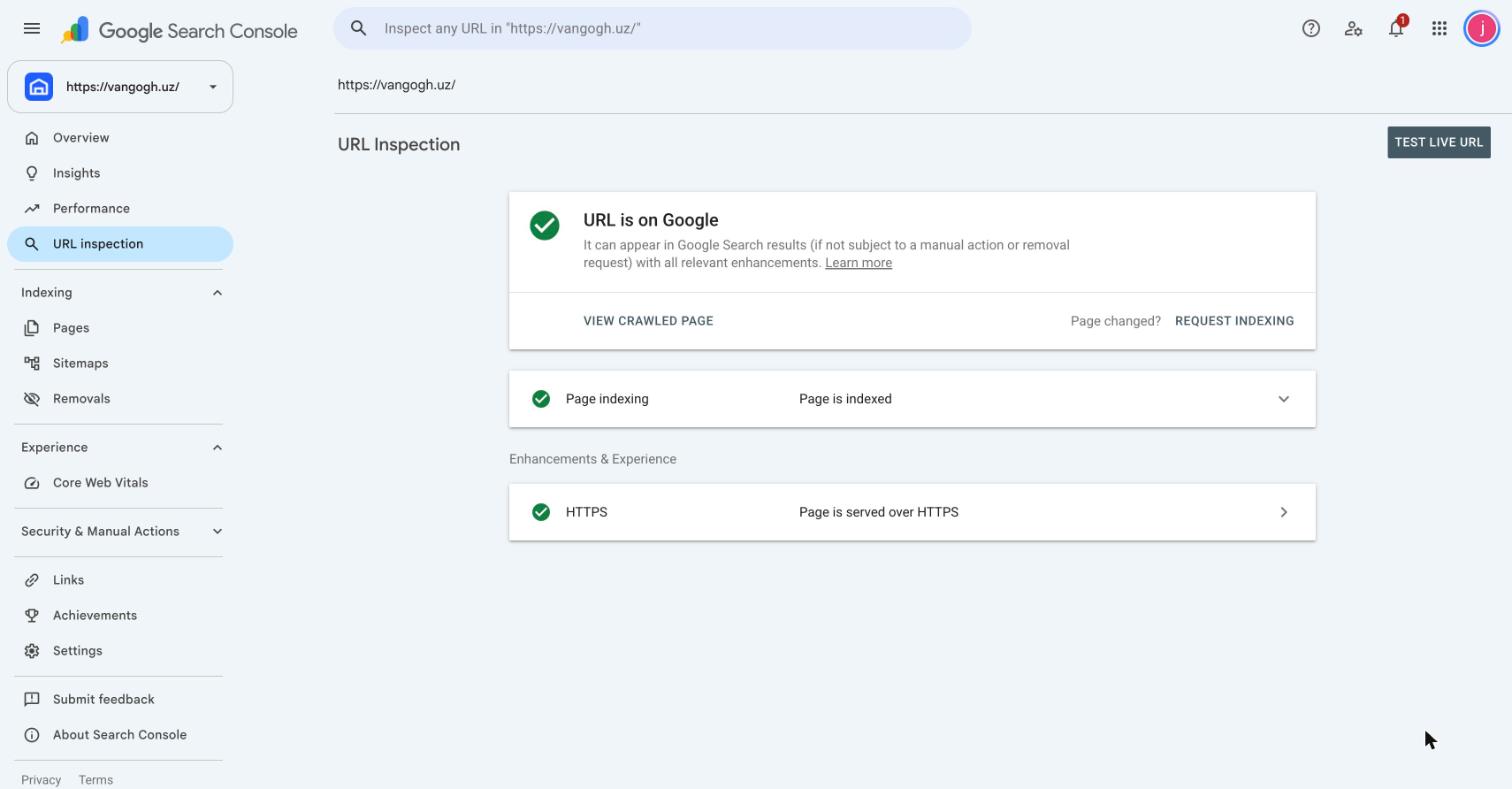 Google Search Console
Inspect any URL in "https://vangogh.uz/"
1
j
https://vangogh.uz/
https://vangogh.uz/
Overview
Insights
Performance
URL inspection
Indexing
Pages
Sitemaps
Removals
Experience
Core Web Vitals
Security & Manual Actions
Links
Achievements
Settings
Submit feedback
About Search Console
Privacy Terms
URL Inspection
TEST LIVE URL
URL is on Google
It can appear in Google Search results (if not subject to a manual action or removal
request) with all relevant enhancements. Learn more
VIEW CRAWLED PAGE
Page changed? REQUEST INDEXING
Page indexing Page is indexed
Enhancements & Experience
HTTPS Page is served over HTTPS